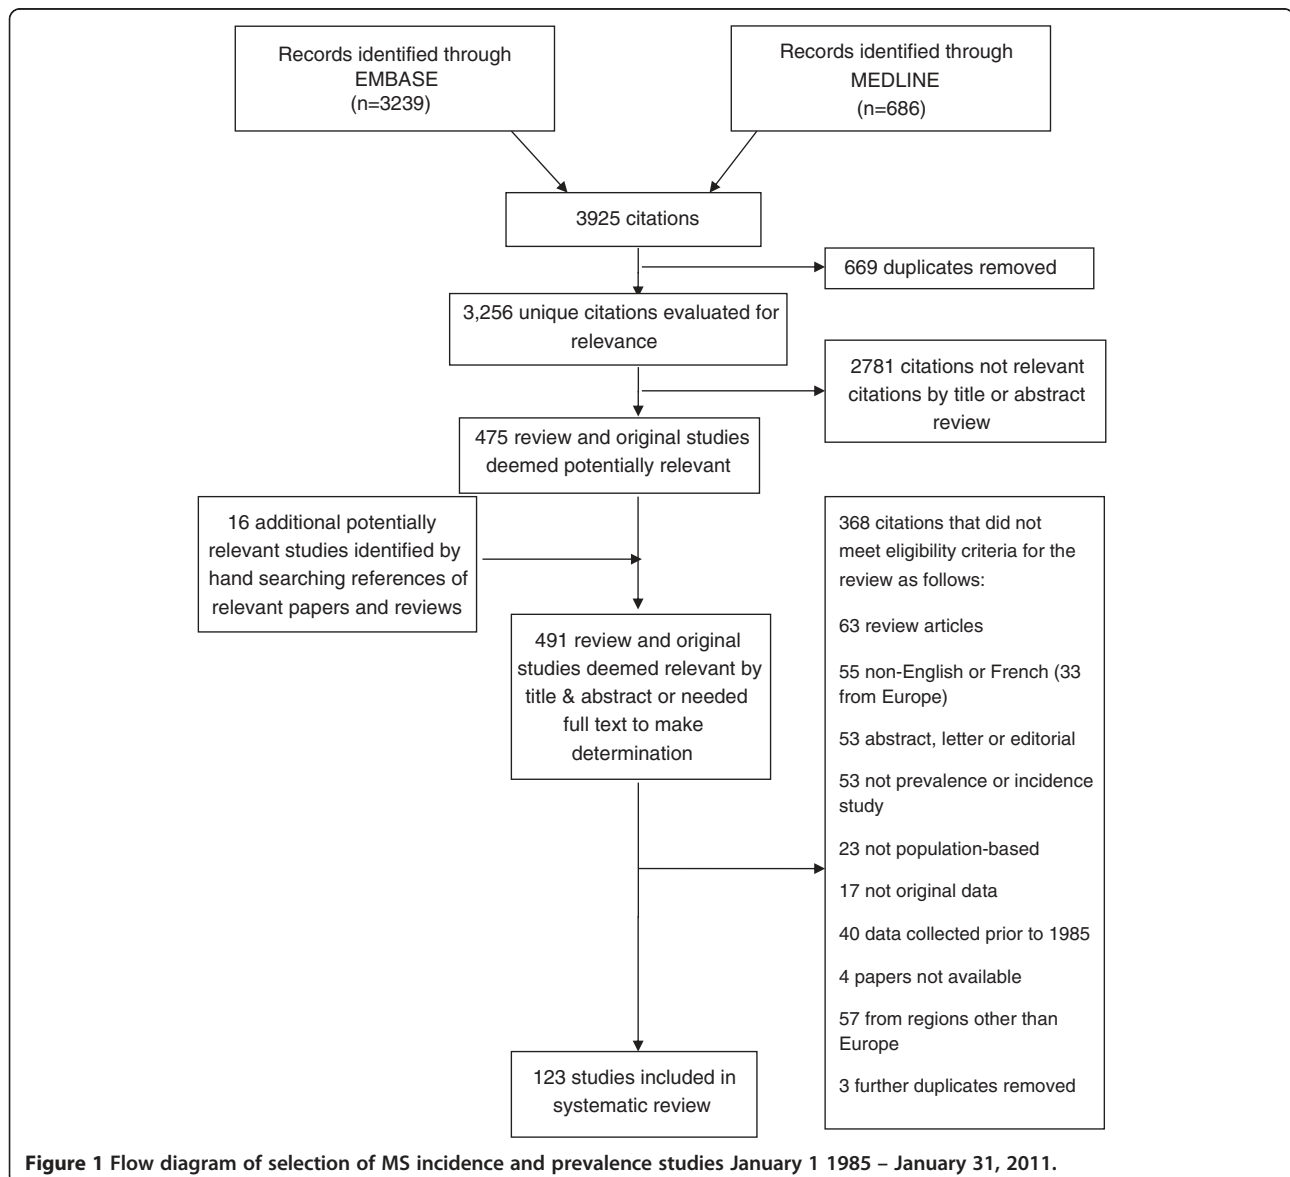 Records identified through
EMBASE
(n=3239)
Records identified through
MEDLINE
(n=686)
3925 citations
669 duplicates removed
3,256 unique citations evaluated for
relevance
2781 citations not relevant
citations by title or abstract
review
475 review and original studies
deemed potentially relevant
16 additional potentially
relevant studies identified by
hand searching references of
relevant papers and reviews
491 review and original
studies deemed relevant by
title & abstract or needed
full text to make
determination
368 citations that did not
meet eligibility criteria for the
review as follows:
63 review articles
55 non-English or French (33
from Europe)
53 abstract, letter or editorial
53 not prevalence or incidence
study
23 not population-based
17 not original data
40 data collected prior to 1985
4 papers not available
57 from regions other than
Europe
3 further duplicates removed
123 studies included in
systematic review
Figure 1 Flow diagram of selection of MS incidence and prevalence studies January 1 1985 – January 31, 2011.